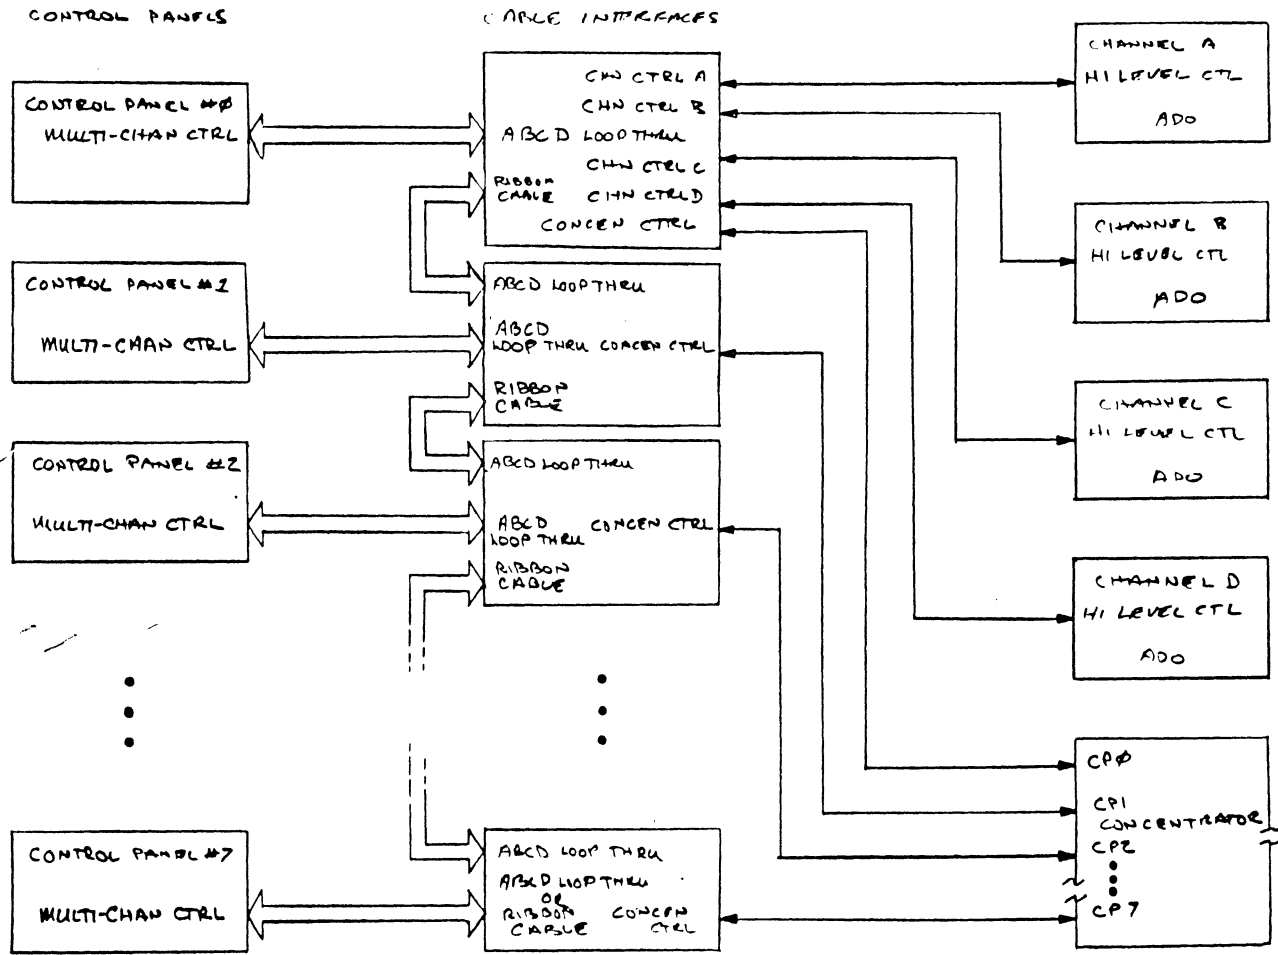 CONTROL PANELS
CABLE INTERFACES
CONTROL PANEL #0
MULTI-CHAN CTRL
CONTROL PANEL #1
MULTI-CHAN CTRL
CONTROL PANEL #2
MULTI-CHAN CTRL
CONTROL PANEL #7
MULTI-CHAN CTRL
CHN CTRL A
CHN CTRL B
ABCD LOOP THRU
CHN CTRL C
RIBBON
CABLE
CHN CTRL D
CONCEN CTRL
ABCD LOOP THRU
ABCD
LOOP THRU CONCEN CTRL
RIBBON
CABLE
ABCD LOOP THRU
ABCD CONCEN CTRL
LOOP THRU
RIBBON
CABLE
ABCD LOOP THRU
ABCD LOOP THRU
OR
RIBBON CONCEN
CABLE CTRL
CHANNEL A
HI LEVEL CTL
ADO
CHANNEL B
HI LEVEL CTL
ADO
CHANNEL C
HI LEVEL CTL
ADO
CHANNEL D
HI LEVEL CTL
ADO
CP0
CP1
CONCENTRATOR
CP2
CP7